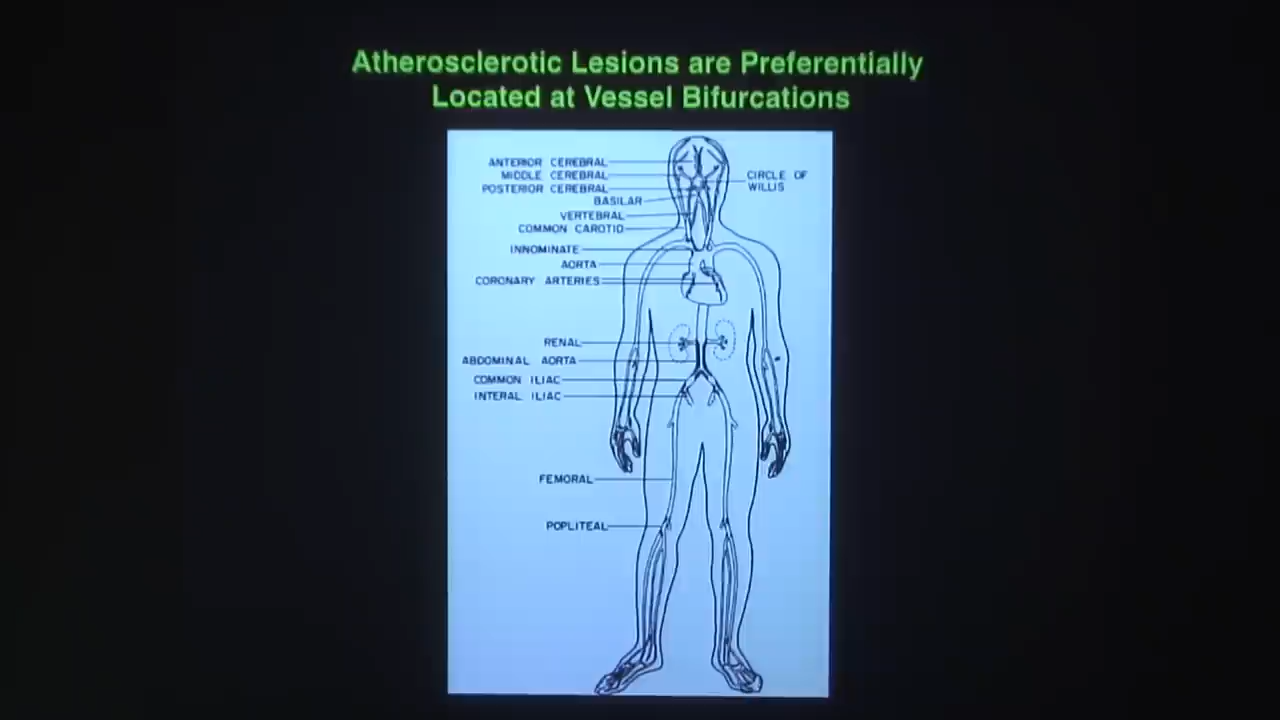 Atherosclerotic Lesions are Preferentially
Located at Vessel Bifurcations
ANTERIOR CEREBRAL
MIDDLE CEREBRAL
POSTERIOR CEREBRAL
BASILAR
VERTEBRAL
COMMON CAROTID
INNOMINATE
AORTA
CORONARY ARTERIES
RENAL
ABDOMINAL AORTA
COMMON ILIAC
INTERAL ILIAC
FEMORAL
POPLITEAL
CIRCLE OF
WILLIS